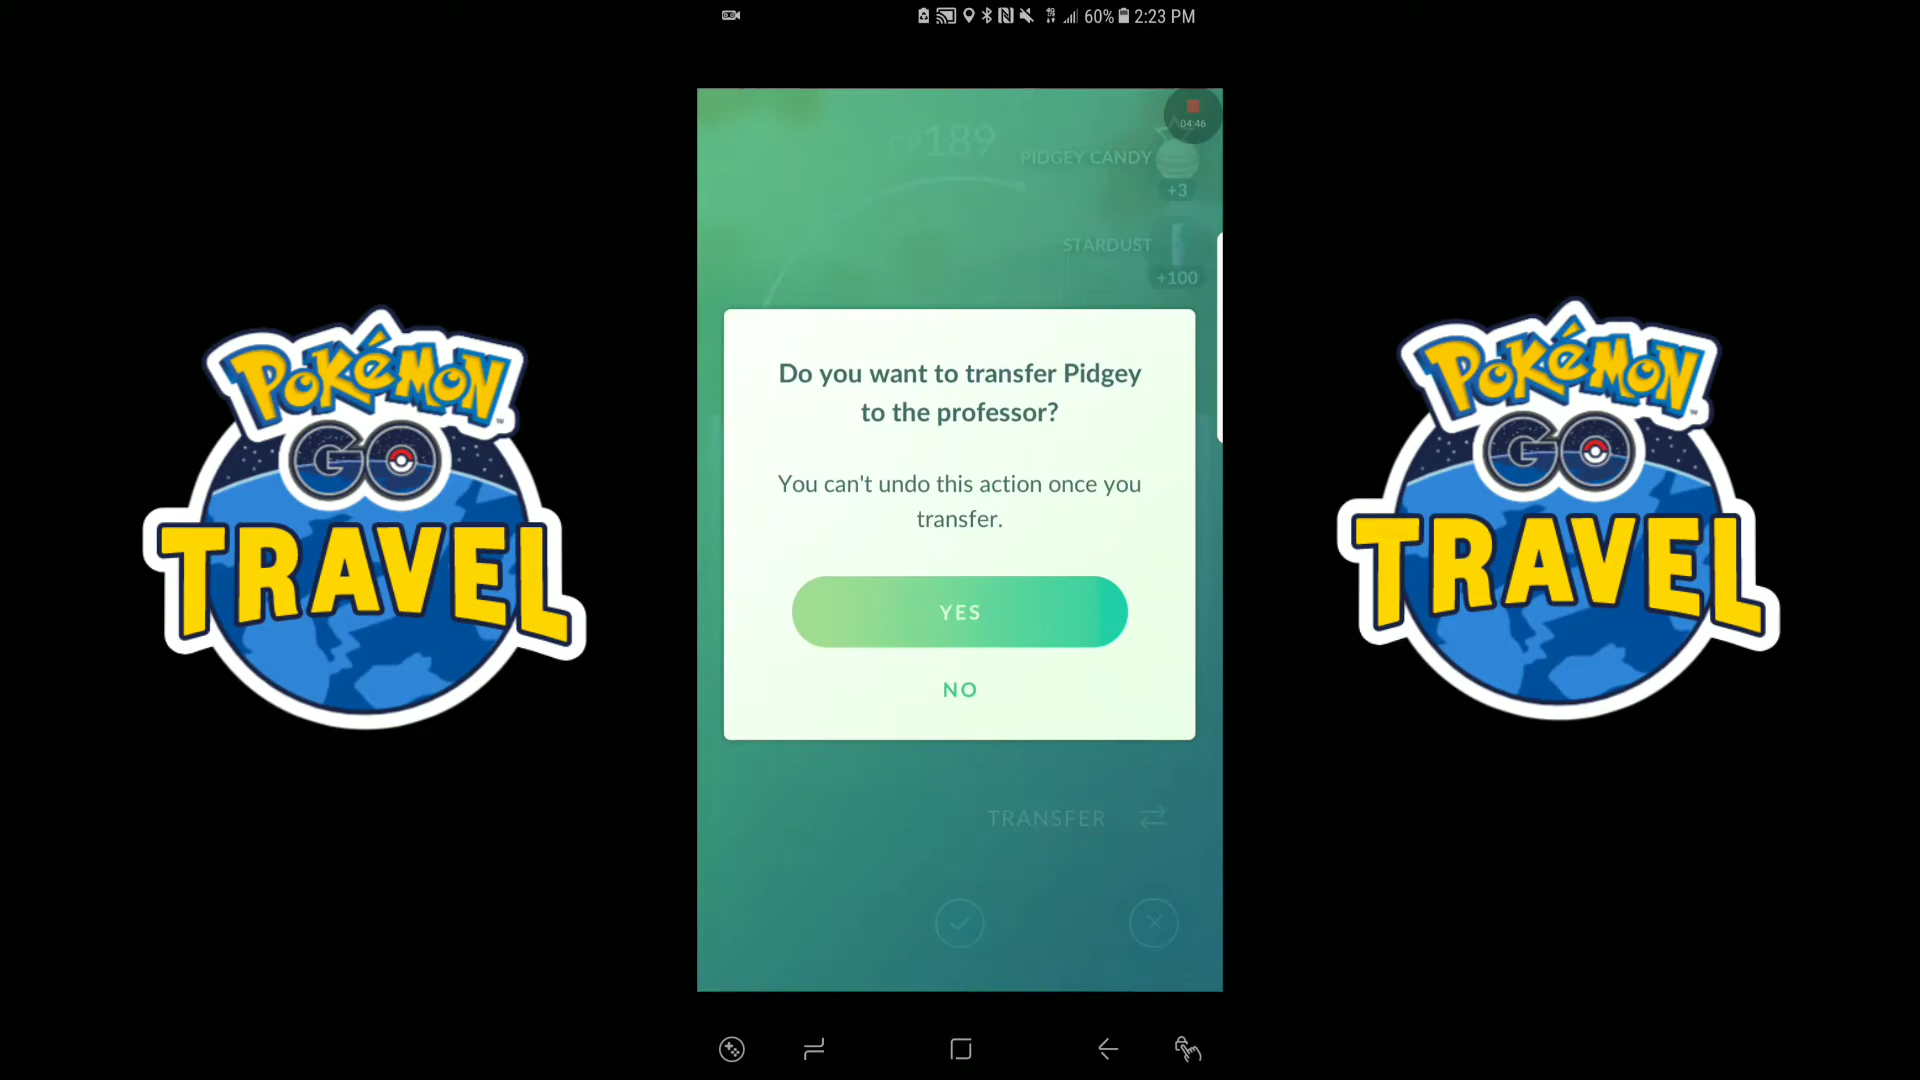 60% 2:23 PM
04:46
CP189
PIDGEY CANDY
+3
STARDUST
+100
Do you want to transfer Pidgey
to the professor?
You can't undo this action once you
transfer.
YES
NO
TRANSFER
POKéMON
GO
TRAVEL
POKéMON
GO
TRAVEL